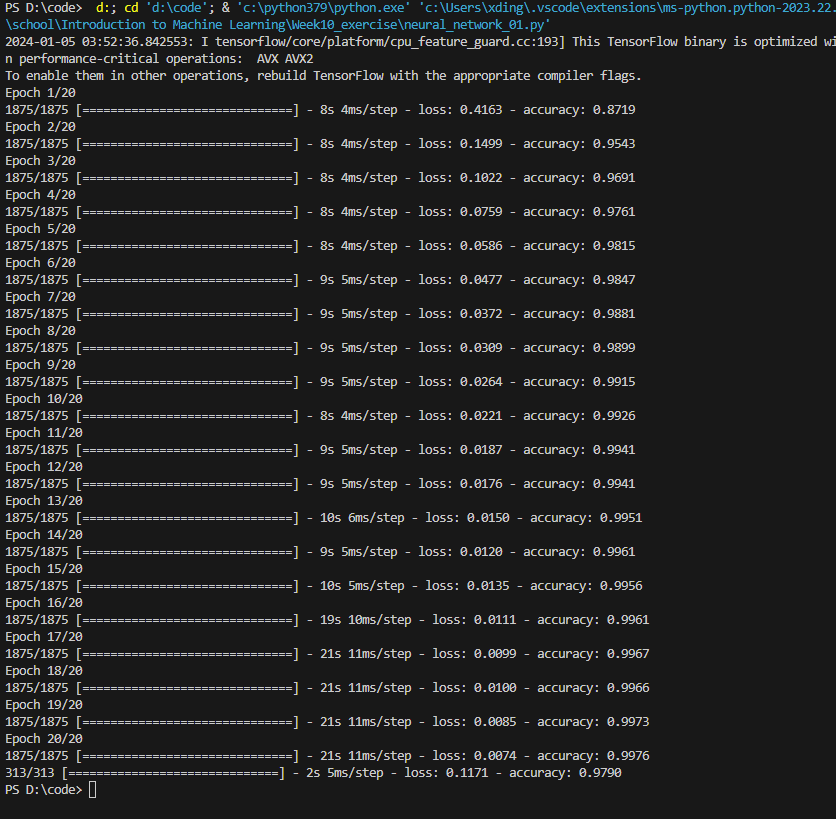 PS D:\code>  d:; cd 'd:\code'; & 'c:\python379\python.exe' 'c:\Users\xding\.vscode\extensions\ms-python.python-2023.22.
\school\Introduction to Machine Learning\Week10_exercise\neural_network_01.py'
2024-01-05 03:52:36.842553: I tensorflow/core/platform/cpu_feature_guard.cc:193] This TensorFlow binary is optimized wi
n performance-critical operations:  AVX AVX2
To enable them in other operations, rebuild TensorFlow with the appropriate compiler flags.
Epoch 1/20
1875/1875 [==============================] - 8s 4ms/step - loss: 0.4163 - accuracy: 0.8719
Epoch 2/20
1875/1875 [==============================] - 8s 4ms/step - loss: 0.1499 - accuracy: 0.9543
Epoch 3/20
1875/1875 [==============================] - 8s 4ms/step - loss: 0.1022 - accuracy: 0.9691
Epoch 4/20
1875/1875 [==============================] - 8s 4ms/step - loss: 0.0759 - accuracy: 0.9761
Epoch 5/20
1875/1875 [==============================] - 8s 4ms/step - loss: 0.0586 - accuracy: 0.9815
Epoch 6/20
1875/1875 [==============================] - 9s 5ms/step - loss: 0.0477 - accuracy: 0.9847
Epoch 7/20
1875/1875 [==============================] - 9s 5ms/step - loss: 0.0372 - accuracy: 0.9881
Epoch 8/20
1875/1875 [==============================] - 9s 5ms/step - loss: 0.0309 - accuracy: 0.9899
Epoch 9/20
1875/1875 [==============================] - 9s 5ms/step - loss: 0.0264 - accuracy: 0.9915
Epoch 10/20
1875/1875 [==============================] - 8s 4ms/step - loss: 0.0221 - accuracy: 0.9926
Epoch 11/20
1875/1875 [==============================] - 9s 5ms/step - loss: 0.0187 - accuracy: 0.9941
Epoch 12/20
1875/1875 [==============================] - 9s 5ms/step - loss: 0.0176 - accuracy: 0.9941
Epoch 13/20
1875/1875 [==============================] - 10s 6ms/step - loss: 0.0150 - accuracy: 0.9951
Epoch 14/20
1875/1875 [==============================] - 9s 5ms/step - loss: 0.0120 - accuracy: 0.9961
Epoch 15/20
1875/1875 [==============================] - 10s 5ms/step - loss: 0.0135 - accuracy: 0.9956
Epoch 16/20
1875/1875 [==============================] - 19s 10ms/step - loss: 0.0111 - accuracy: 0.9961
Epoch 17/20
1875/1875 [==============================] - 21s 11ms/step - loss: 0.0099 - accuracy: 0.9967
Epoch 18/20
1875/1875 [==============================] - 21s 11ms/step - loss: 0.0100 - accuracy: 0.9966
Epoch 19/20
1875/1875 [==============================] - 21s 11ms/step - loss: 0.0085 - accuracy: 0.9973
Epoch 20/20
1875/1875 [==============================] - 21s 11ms/step - loss: 0.0074 - accuracy: 0.9976
313/313 [==============================] - 2s 5ms/step - loss: 0.1171 - accuracy: 0.9790
PS D:\code>